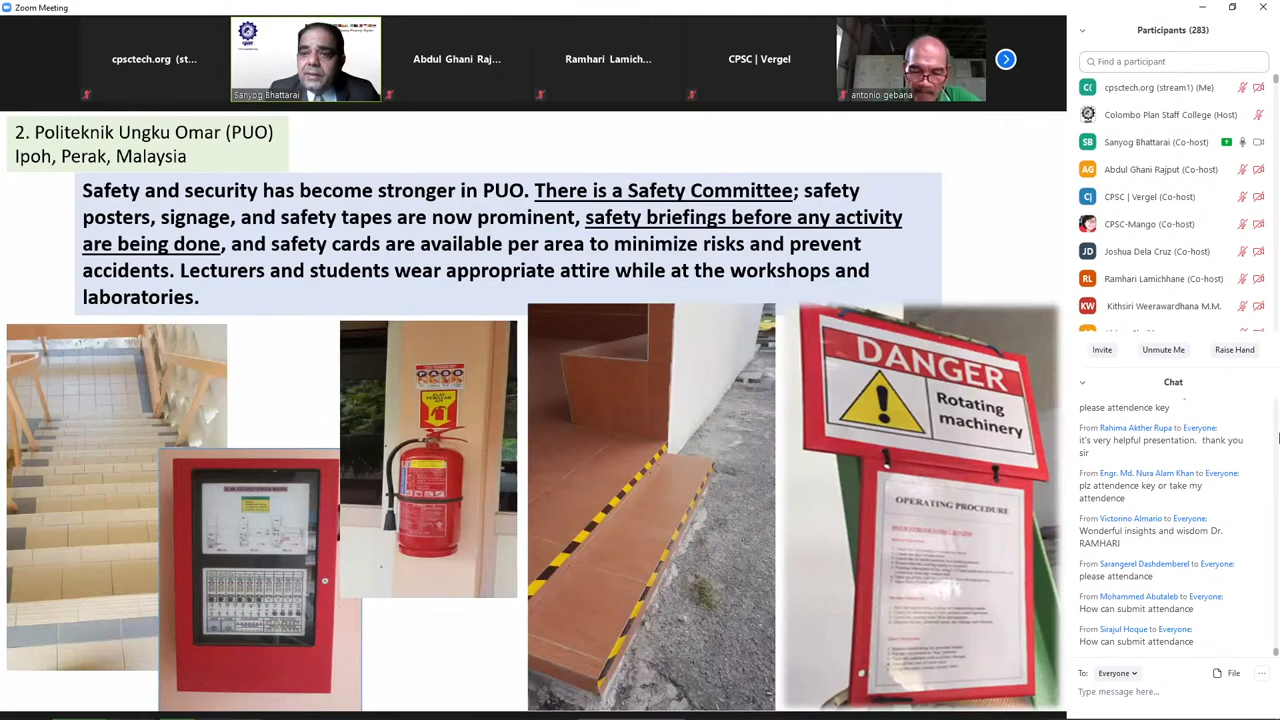 Zoom Meeting
cpsctech.org (st...
Abdul Ghani Raj...
Ramhari Lamich...
CPSC | Vergel
Sanyog Bhattarai
antonio gebana
2. Politeknik Ungku Omar (PUO)
Ipoh, Perak, Malaysia
Safety and security has become stronger in PUO. There is a Safety Committee; safety
posters, signage, and safety tapes are now prominent, safety briefings before any activity
are being done, and safety cards are available per area to minimize risks and prevent
accidents. Lecturers and students wear appropriate attire while at the workshops and
laboratories.
DANGER
Rotating
machinery
OPERATING PROCEDURE
Participants (283)
Find a participant
C( cpsctech.org (stream1) (Me)
Colombo Plan Staff College (Host)
SB Sanyog Bhattarai (Co-host)
AG Abdul Ghani Rajput (Co-host)
C| CPSC | Vergel (Co-host)
CPSC-Mango (Co-host)
JD Joshua Dela Cruz (Co-host)
RL Ramhari Lamichhane (Co-host)
KW Kithsiri Weerawardhana M.M.
Invite
Unmute Me
Raise Hand
Chat
please attendence key
From Rahima Akther Rupa to Everyone:
it's very helpful presentation. thank you
sir
From Engr. Md. Nura Alam Khan to Everyone:
plz attendence key or take my
attendence
From Victorino Almario to Everyone:
Wonderful insights and wisdom Dr.
RAMHARI
From Sarangerel Dashdemberel to Everyone:
please attendance
From Mohammed Abutaleb to Everyone:
How can submit attendance
From Sirajul Hoque to Everyone:
How can submit attendance
To: Everyone
File
Type message here...